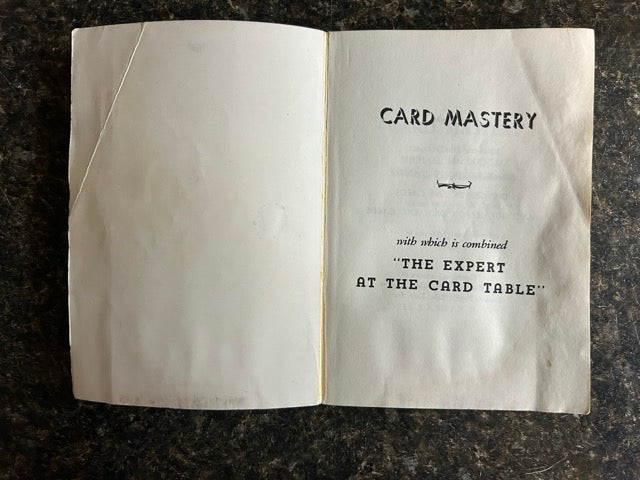 CARD MASTERY
with which is combined
"THE EXPERT
AT THE CARD TABLE"